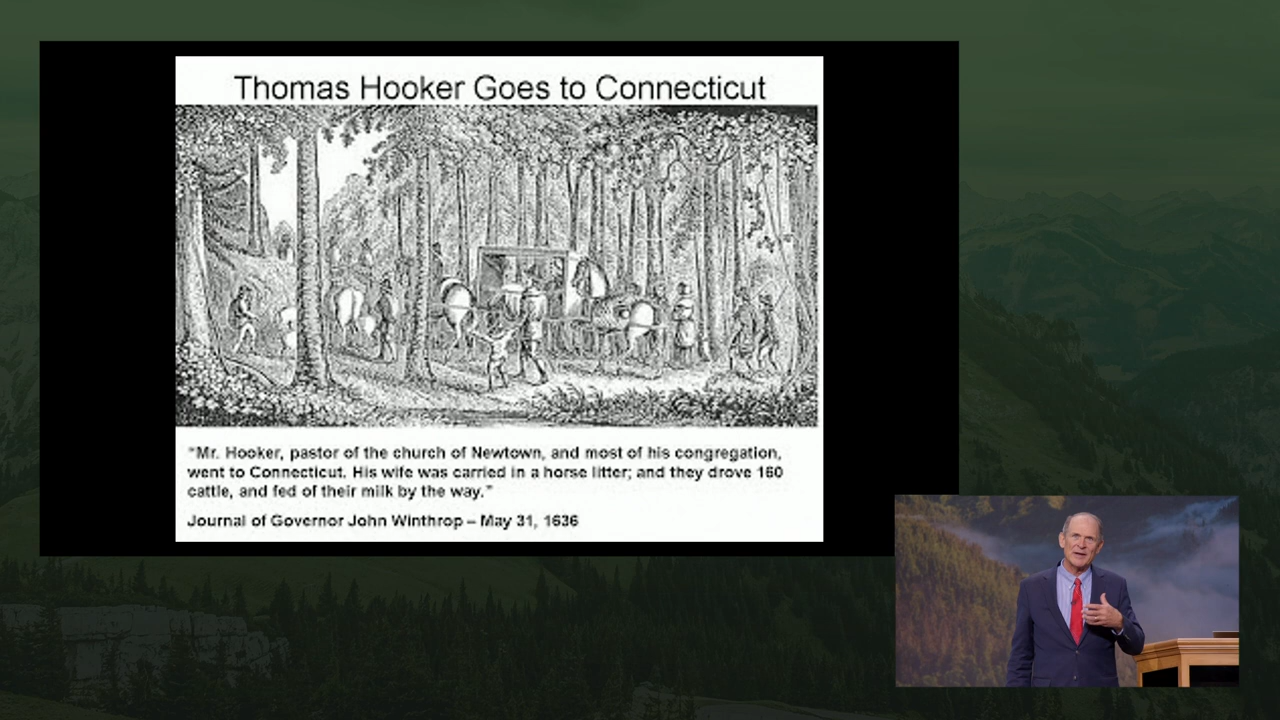 Thomas Hooker Goes to Connecticut
"Mr. Hooker, pastor of the church of Newtown, and most of his congregation,
went to Connecticut. His wife was carried in a horse litter; and they drove 160
cattle, and fed of their milk by the way."
Journal of Governor John Winthrop – May 31, 1636